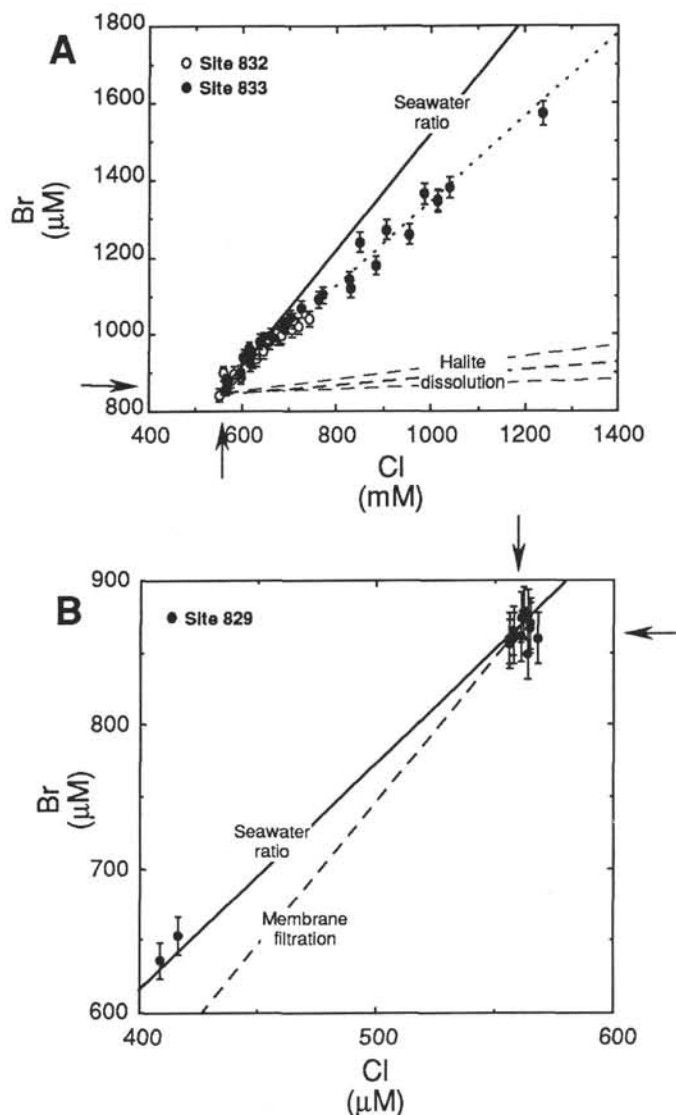 A
1800
Site 832
Site 833
Seawater
ratio
1600
1400
Br
(μM)
1200
1000
Halite
dissolution
800
400
600
800
1000
1200
1400
Cl
(mM)
B
900
Site 829
800
Br
(μM)
Seawater
ratio
700
Membrane
filtration
600
400
500
600
Cl
(μM)